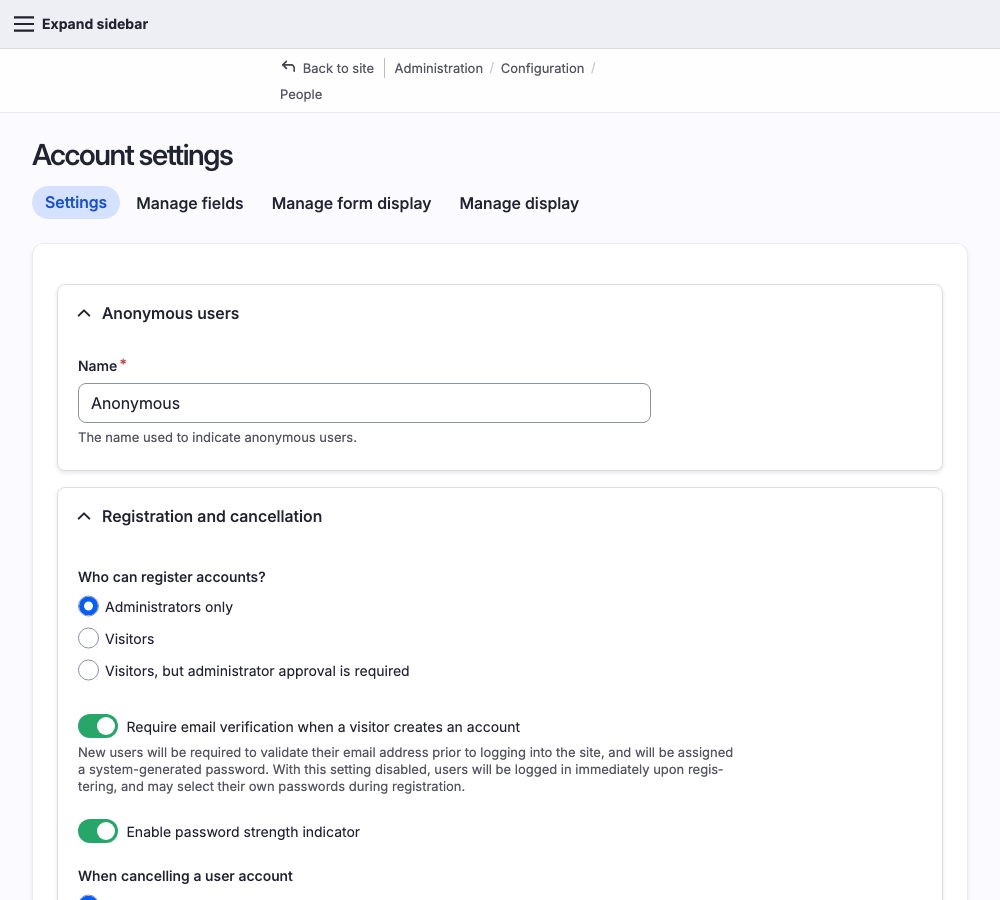 Expand sidebar
Back to site
Administration / Configuration /
People
Account settings
Settings
Manage fields
Manage form display
Manage display
Anonymous users
Name *
Anonymous
The name used to indicate anonymous users.
Registration and cancellation
Who can register accounts?
Administrators only
Visitors
Visitors, but administrator approval is required
Require email verification when a visitor creates an account
New users will be required to validate their email address prior to logging into the site, and will be assigned
a system-generated password. With this setting disabled, users will be logged in immediately upon regis-
tering, and may select their own passwords during registration.
Enable password strength indicator
When cancelling a user account